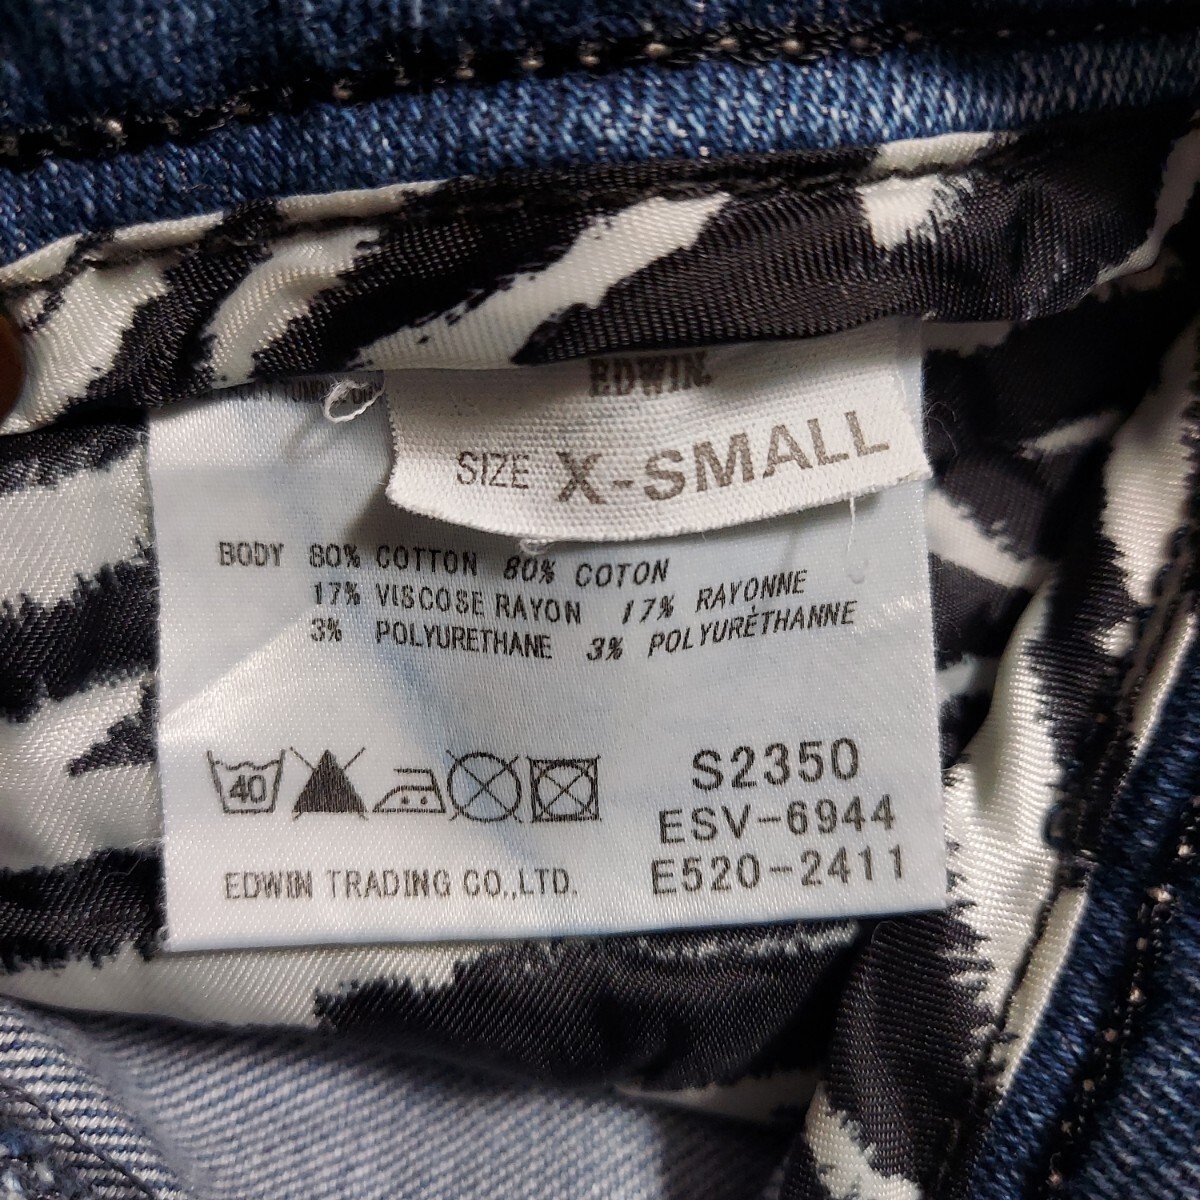 EDWIN.
SIZE X-SMALL
BODY 80% COTTON 80% COTON
17% VISCOSE RAYON 17% RAYONNE
3% POLYURETHANE 3% POLYURÉTHANNE
40
S2350
ESV-6944
E520-2411
EDWIN TRADING CO.,LTD.